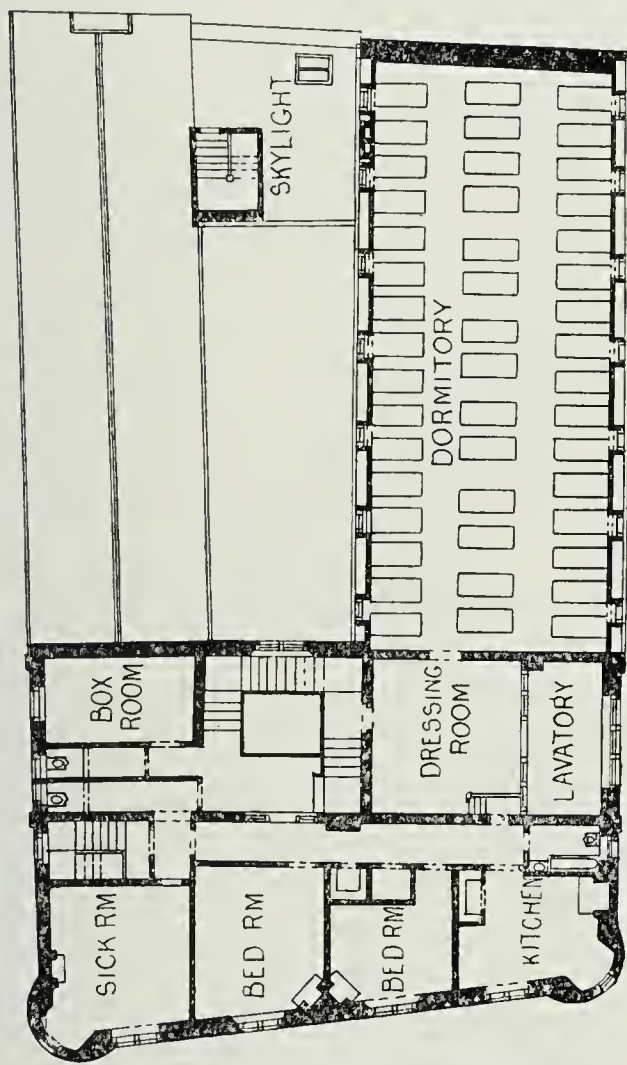 SKYLIGHT
DORMITORY
BOX
ROOM
DRESSING
ROOM
LAVATORY
SICK RM
BED RM
BED RM
KITCHEN